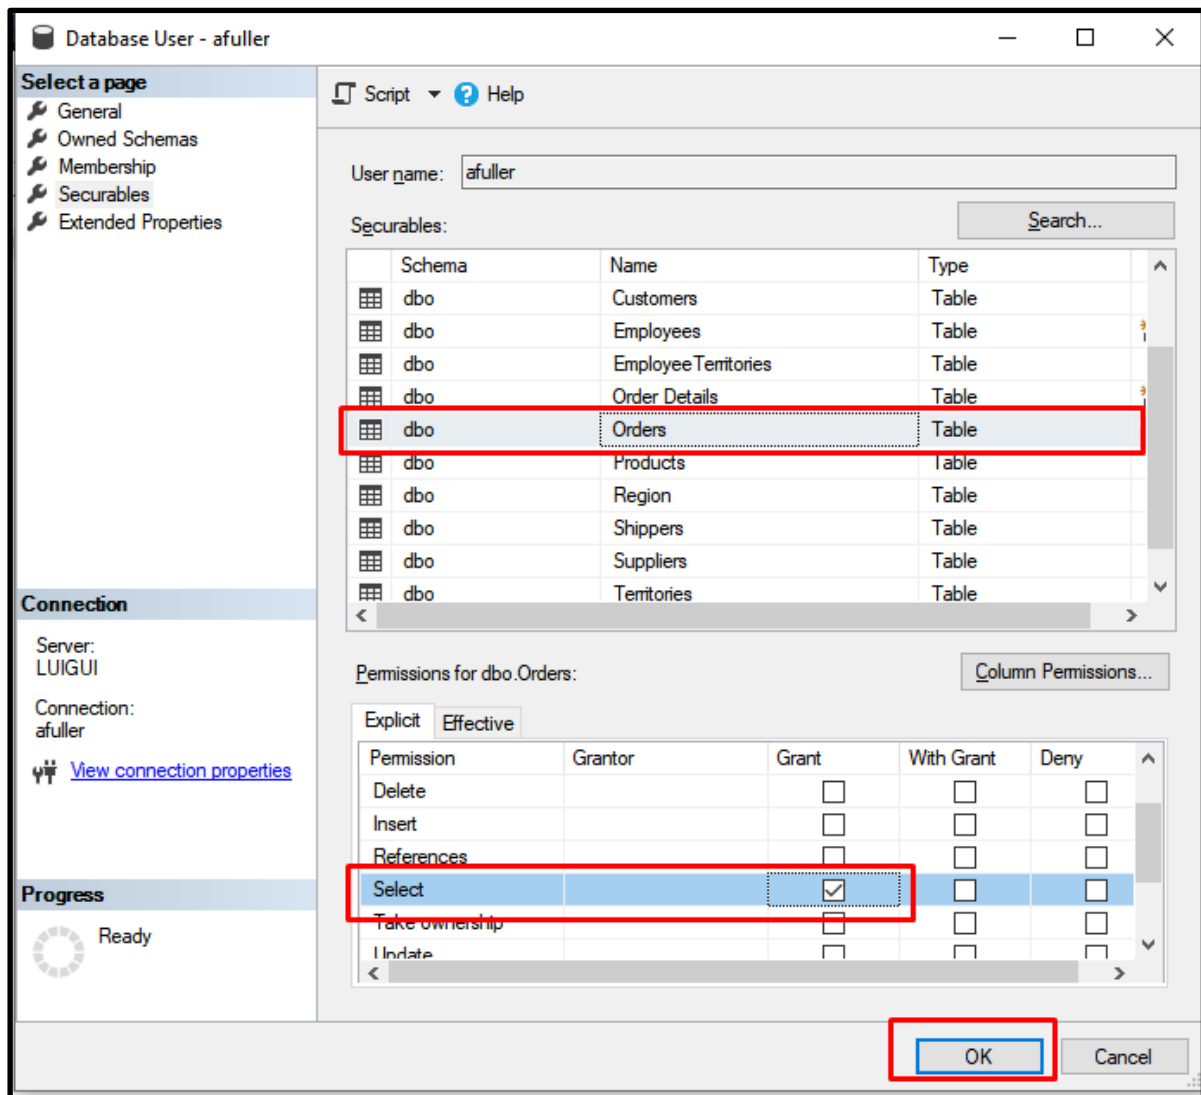 Database User - afuller
Select a page
General
Owned Schemas
Membership
Securables
Extended Properties
Script
Help
User name: afuller
Securables: Search...
Schema Name Type
dbo Customers Table
dbo Employees Table
dbo EmployeeTerritories Table
dbo Order Details Table
dbo Orders Table
dbo Products Table
dbo Region Table
dbo Shippers Table
dbo Suppliers Table
dbo Territories Table
Connection
Server:
LUIGUI
Connection:
afuller
View connection properties
Permissions for dbo.Orders: Column Permissions...
Explicit Effective
Permission Grantor Grant With Grant Deny
Delete
Insert
References
Select
Take ownership
Update
Progress
Ready
OK Cancel